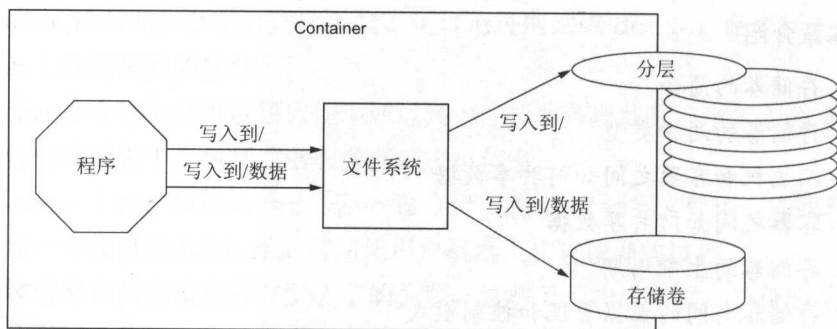 Container
分层
写入到/
写入到/
程序
文件系统
写入到/数据
写入到/数据
存储卷